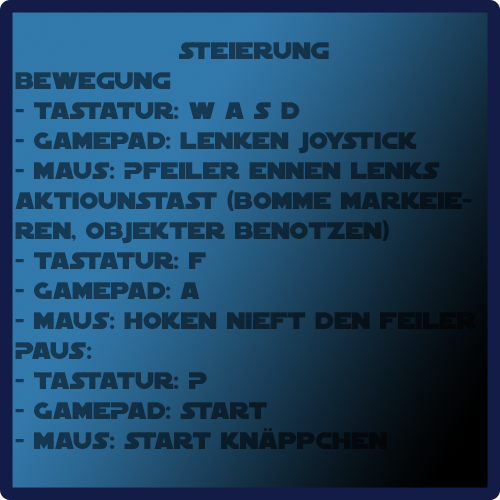 STEIERUNG
BEWEGUNG
- TASTATUR: W A S D
- GAMEPAD: LENKEN JOYSTICK
- MAUS: PFEILER ENNEN LENKS
AKTIOUNSTAST (BOMME MARKEIE-
REN, OBJEKTER BENOTZEN)
- TASTATUR: F
- GAMEPAD: A
- MAUS: HOKEN NIEFT DEN FEILER
PAUS:
- TASTATUR: P
- GAMEPAD: START
- MAUS: START KNÄPPCHEN